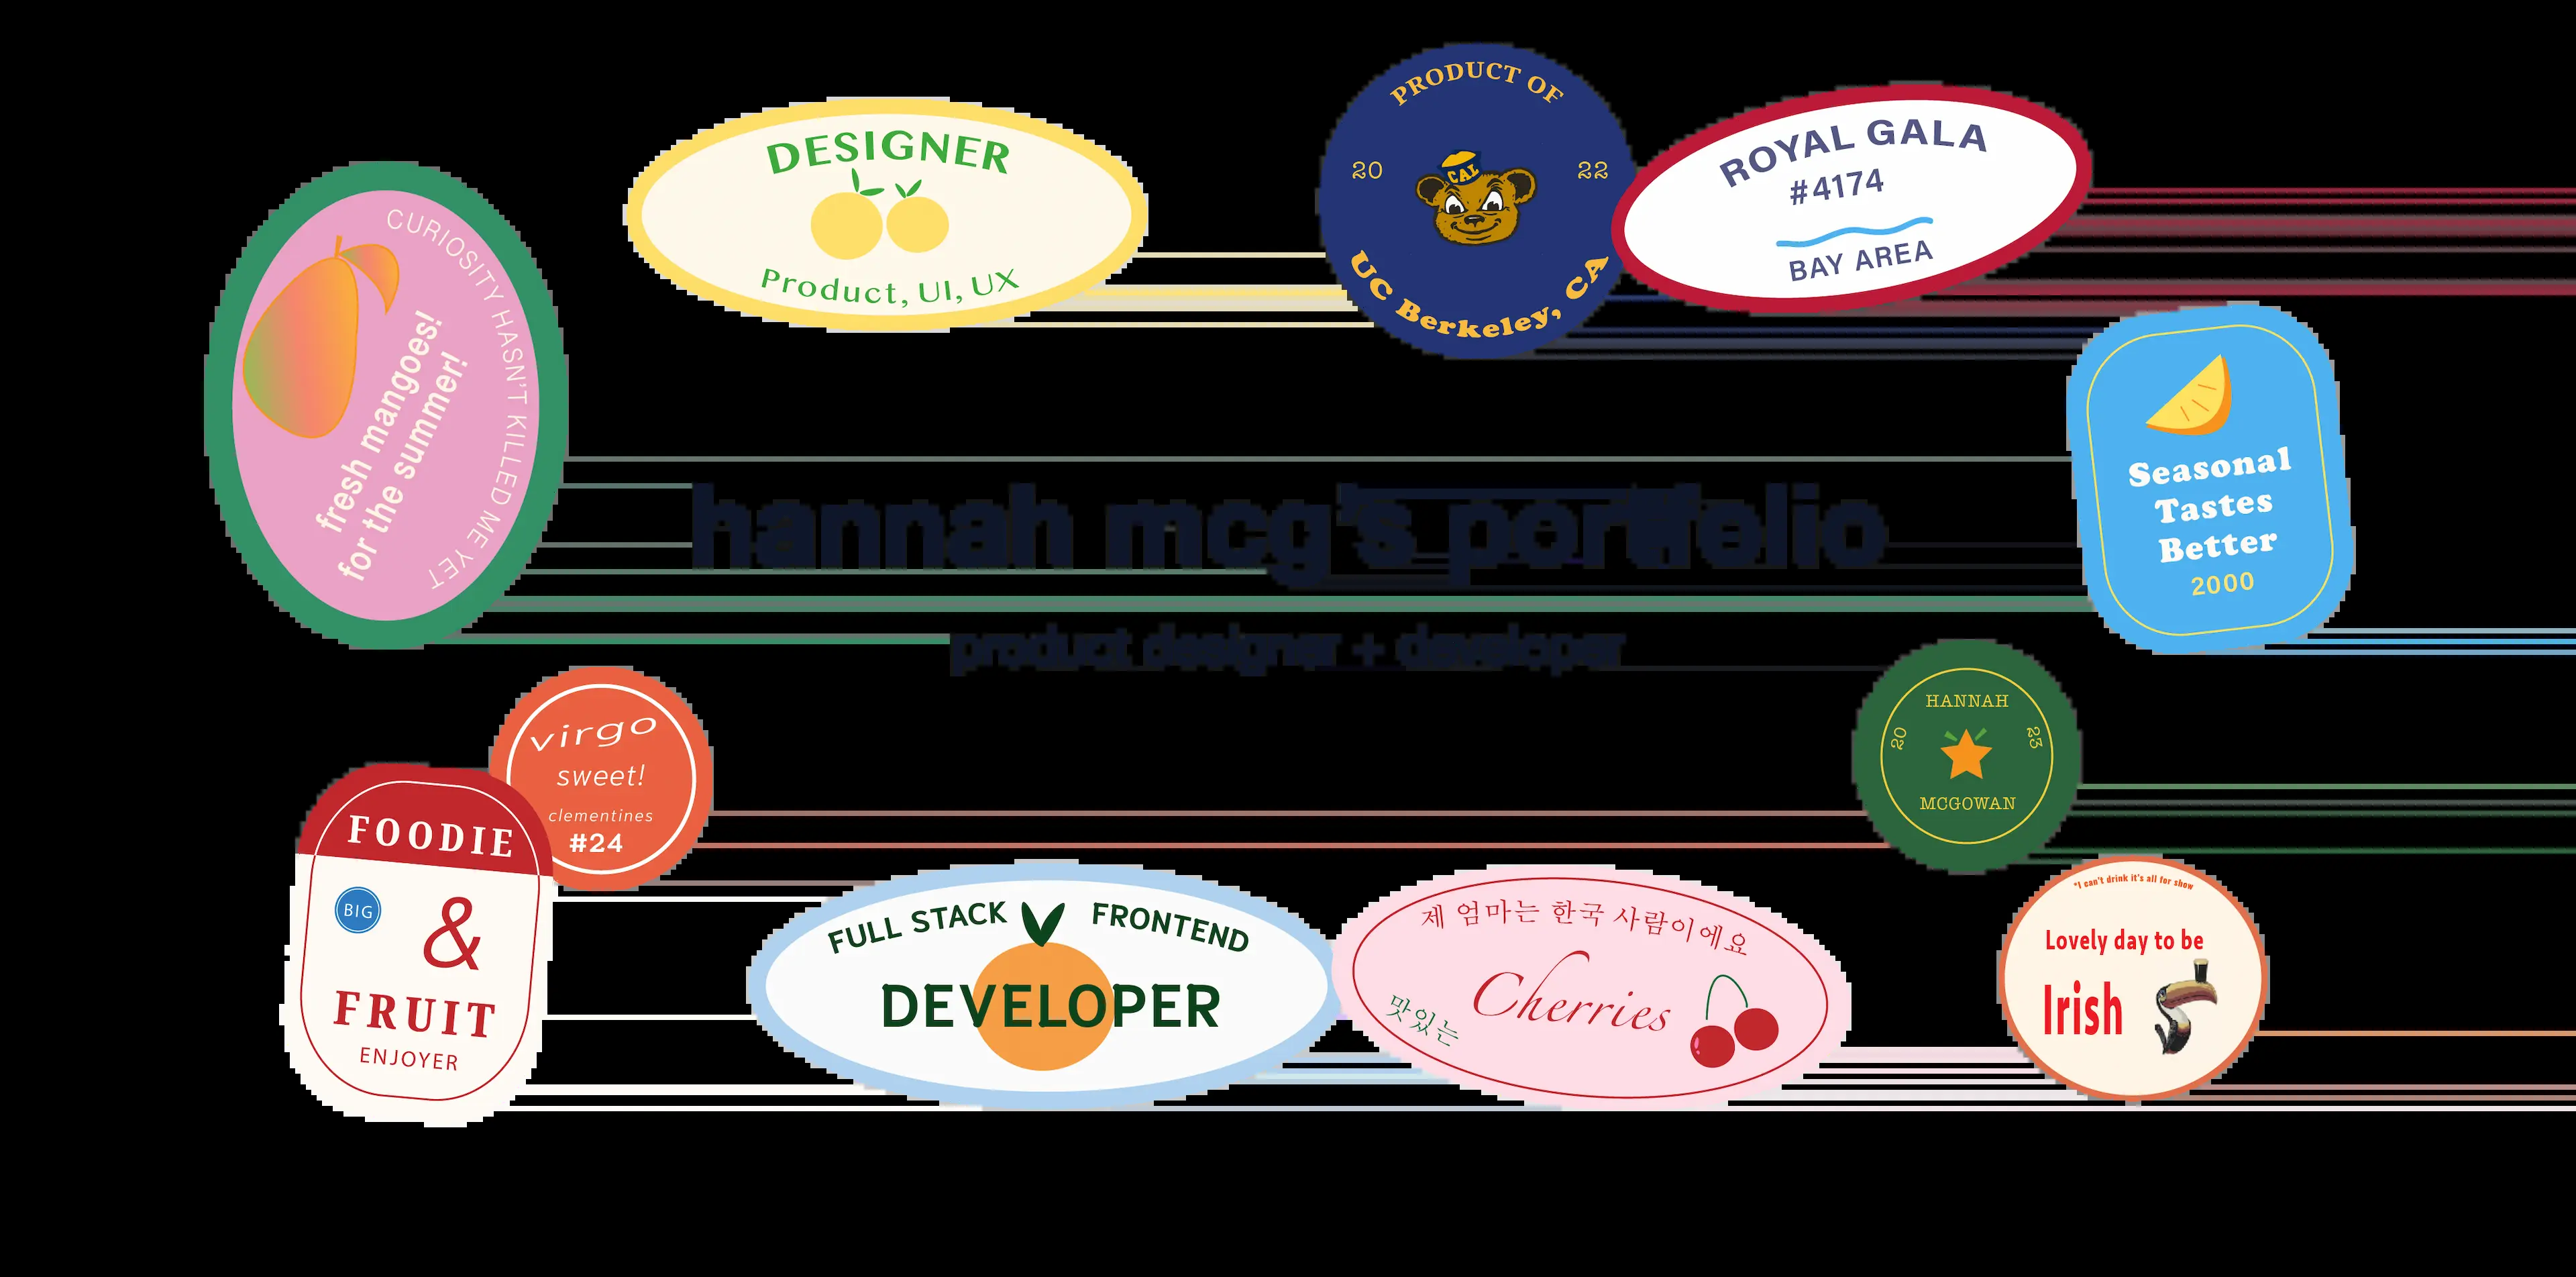 CURIOSITY HASN'T KILLED ME YET
fresh mangoes!
for the summer!
DESIGNER
Product, UI, UX
PRODUCT OF
20 22
CAL
UC Berkeley, CA
ROYAL GALA
#4174
BAY AREA
hannah mcg's portfolio
product designer + developer
Seasonal
Tastes
Better
2000
virgo
sweet!
clementines
#24
HANNAH
20 23
MCGOWAN
FOODIE
BIG
&
FRUIT
ENJOYER
FULL STACK FRONTEND
DEVELOPER
제 엄마는 한국 사람이에요
맛있는
Cherries
*I can't drink it's all for show
Lovely day to be
Irish